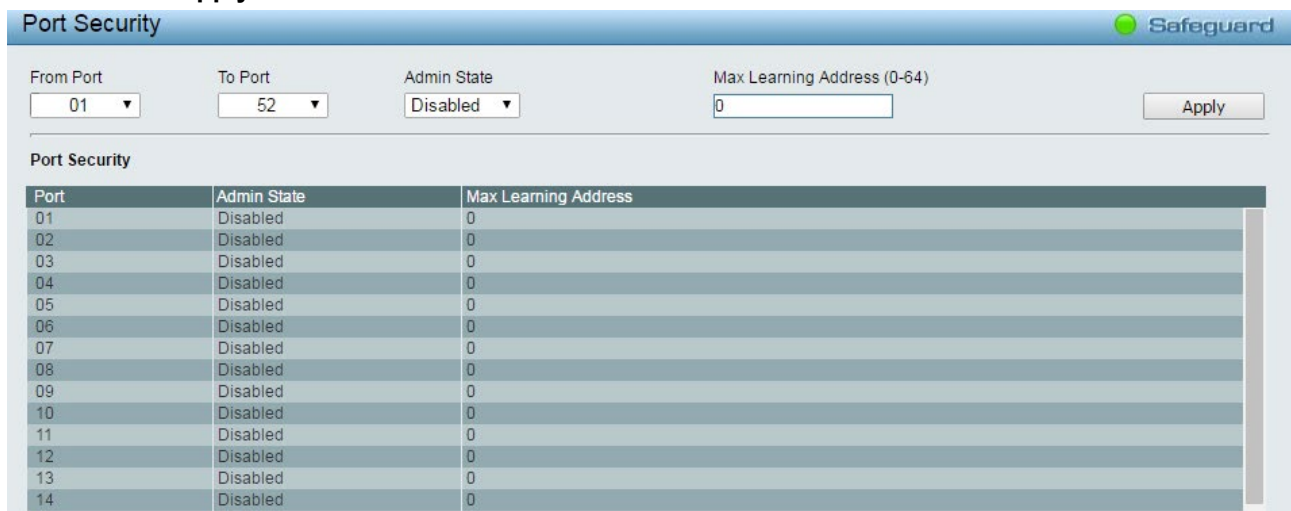 Port Security Safeguard
From Port To Port Admin State Max Learning Address (0-64)
01 52 Disabled 0 Apply
Port Security
Port Admin State Max Learning Address
01 Disabled 0
02 Disabled 0
03 Disabled 0
04 Disabled 0
05 Disabled 0
06 Disabled 0
07 Disabled 0
08 Disabled 0
09 Disabled 0
10 Disabled 0
11 Disabled 0
12 Disabled 0
13 Disabled 0
14 Disabled 0